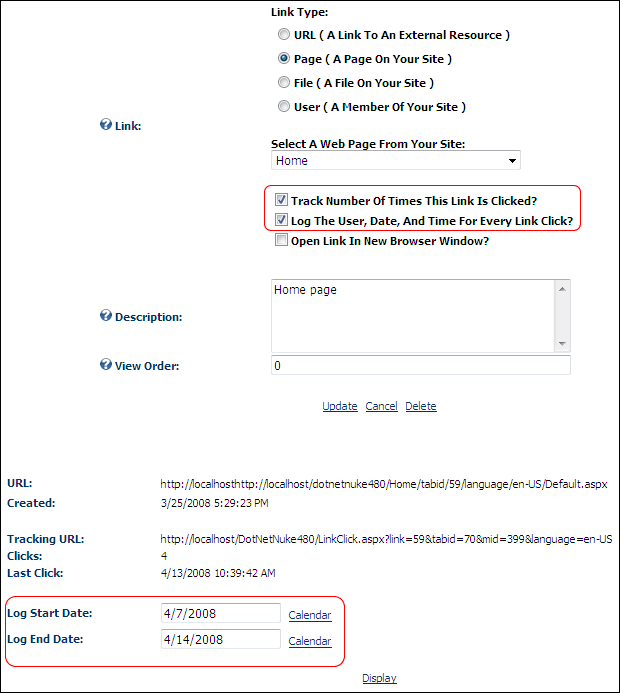 Link Type:
URL ( A Link To An External Resource )
Page ( A Page On Your Site )
File ( A File On Your Site )
User ( A Member Of Your Site )
Link:
Select A Web Page From Your Site:
Home
Track Number Of Times This Link Is Clicked?
Log The User, Date, And Time For Every Link Click?
Open Link In New Browser Window?
Description:
Home page
View Order:
0
Update Cancel Delete
URL: http://localhosthttp://localhost/dotnetnuke480/Home/tabid/59/language/en-US/Default.aspx
Created: 3/25/2008 5:29:23 PM
Tracking URL: http://localhost/DotNetNuke480/LinkClick.aspx?link=59&tabid=70&mid=399&language=en-US
Clicks: 4
Last Click: 4/13/2008 10:39:42 AM
Log Start Date: 4/7/2008 Calendar
Log End Date: 4/14/2008 Calendar
Display